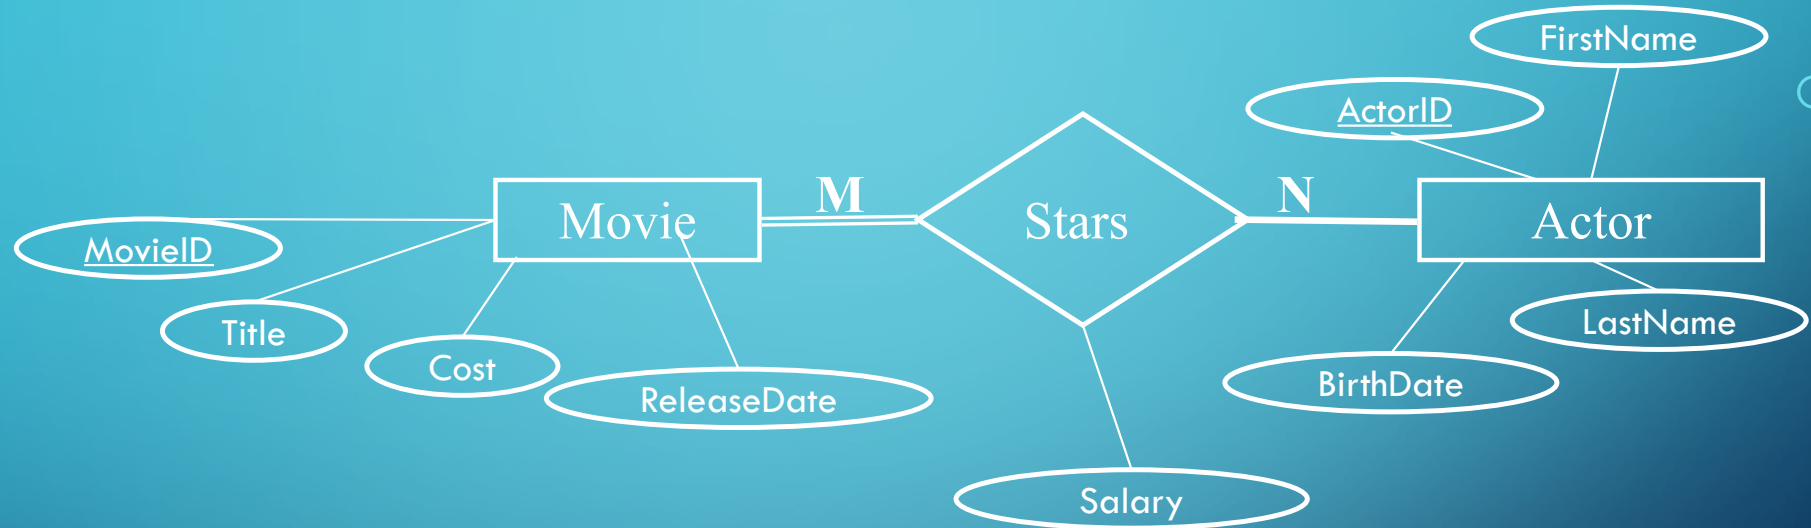 FirstName
ActorID
M
N
Movie
Stars
Actor
MovieID
Title
LastName
Cost
BirthDate
ReleaseDate
Salary